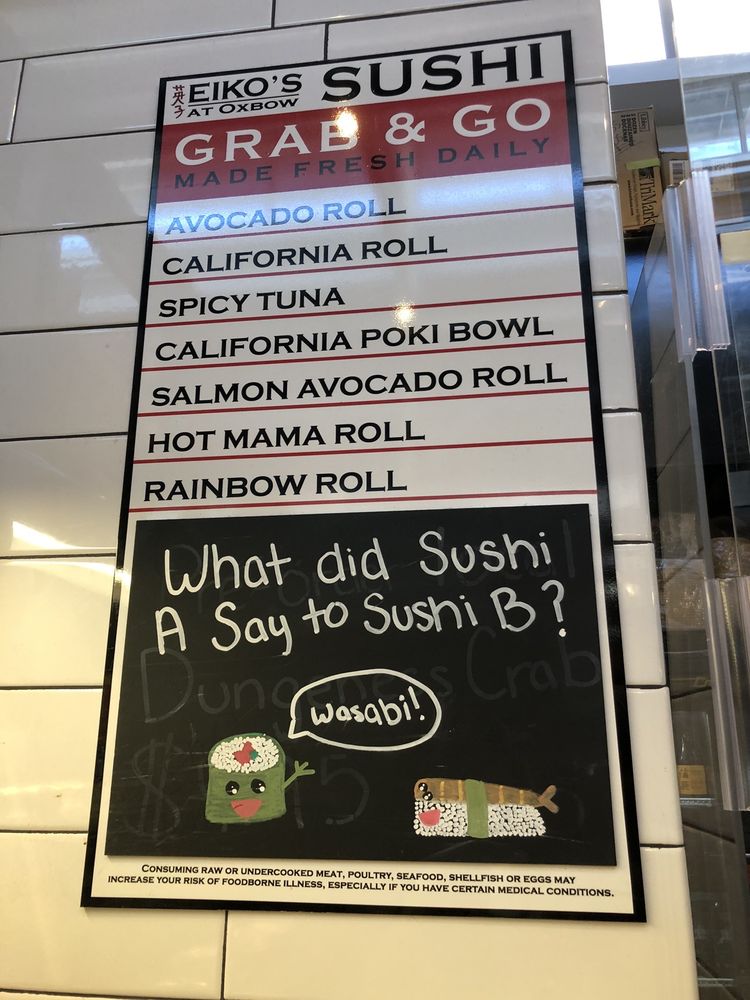 EIKO'S SUSHI
AT OXBOW
GRAB & GO
MADE FRESH DAILY
AVOCADO ROLL
CALIFORNIA ROLL
SPICY TUNA
CALIFORNIA POKI BOWL
SALMON AVOCADO ROLL
HOT MAMA ROLL
RAINBOW ROLL
What did Sushi
A Say to Sushi B?
Dungeness Crab
Wasabi!
CONSUMING RAW OR UNDERCOOKED MEAT, POULTRY, SEAFOOD, SHELLFISH OR EGGS MAY
INCREASE YOUR RISK OF FOODBORNE ILLNESS, ESPECIALLY IF YOU HAVE CERTAIN MEDICAL CONDITIONS.
TriMark